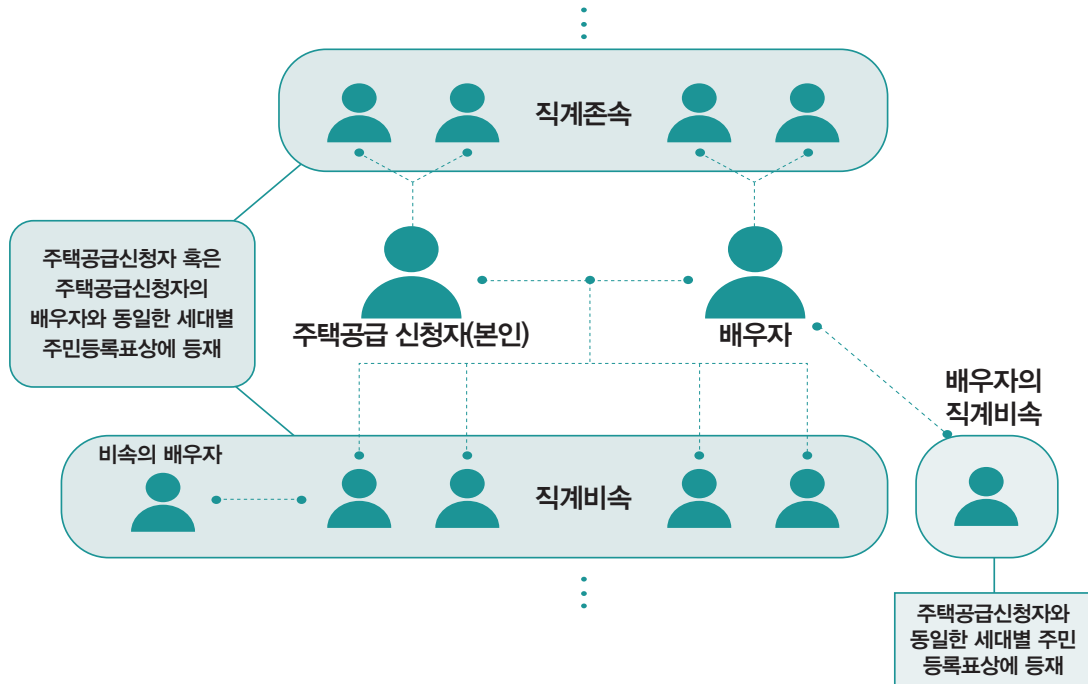 직계존속
주택공급신청자 혹은
주택공급신청자의
배우자와 동일한 세대별
주민등록표상에 등재
주택공급 신청자(본인)
배우자
배우자의
직계비속
비속의 배우자
직계비속
주택공급신청자와
동일한 세대별 주민
등록표상에 등재